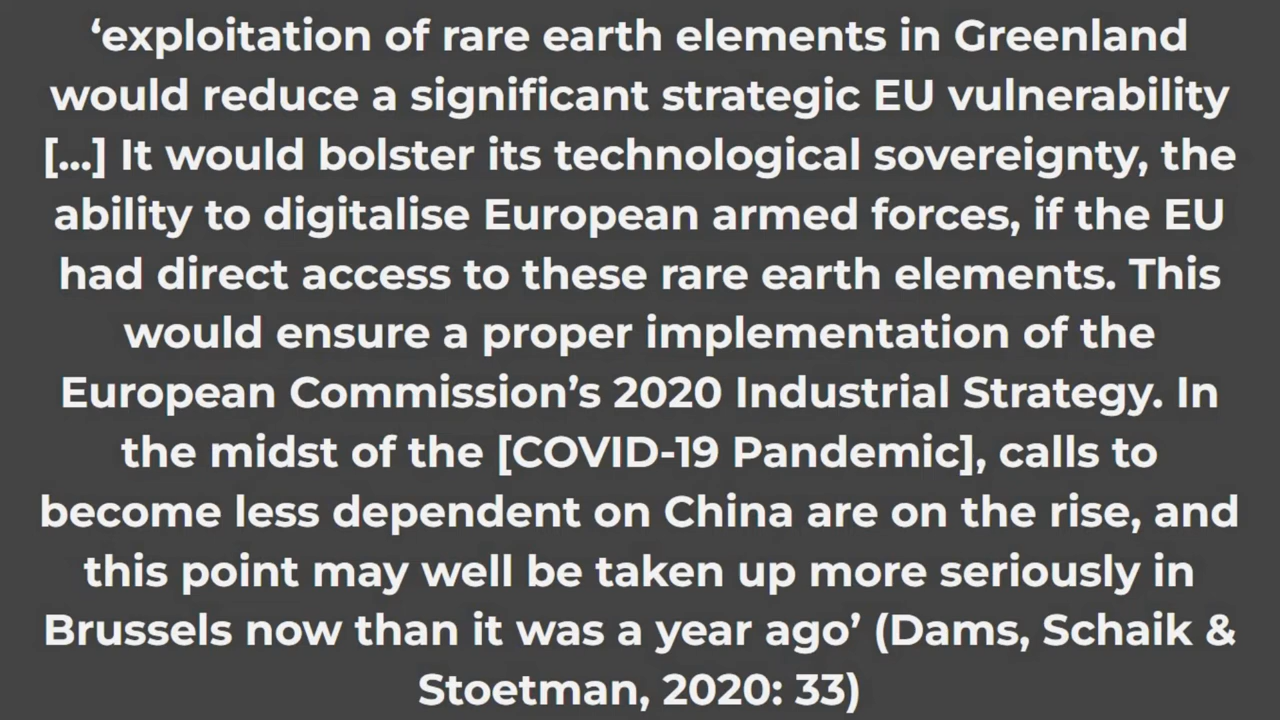 ‘exploitation of rare earth elements in Greenland
would reduce a significant strategic EU vulnerability
[...] It would bolster its technological sovereignty, the
ability to digitalise European armed forces, if the EU
had direct access to these rare earth elements. This
would ensure a proper implementation of the
European Commission’s 2020 Industrial Strategy. In
the midst of the [COVID-19 Pandemic], calls to
become less dependent on China are on the rise, and
this point may well be taken up more seriously in
Brussels now than it was a year ago’ (Dams, Schaik &
Stoetman, 2020: 33)